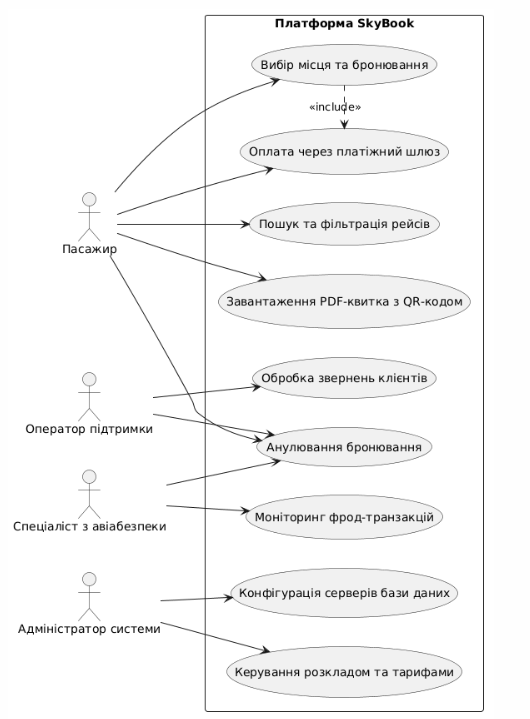 Платформа SkyBook
Вибір місця та бронювання
«include»
Оплата через платіжний шлюз
Пошук та фільтрація рейсів
Пасажир
Завантаження PDF-квитка з QR-кодом
Обробка звернень клієнтів
Оператор підтримки
Анулювання бронювання
Спеціаліст з авіабезпеки
Моніторинг фрод-транзакцій
Конфігурація серверів бази даних
Адміністратор системи
Керування розкладом та тарифами